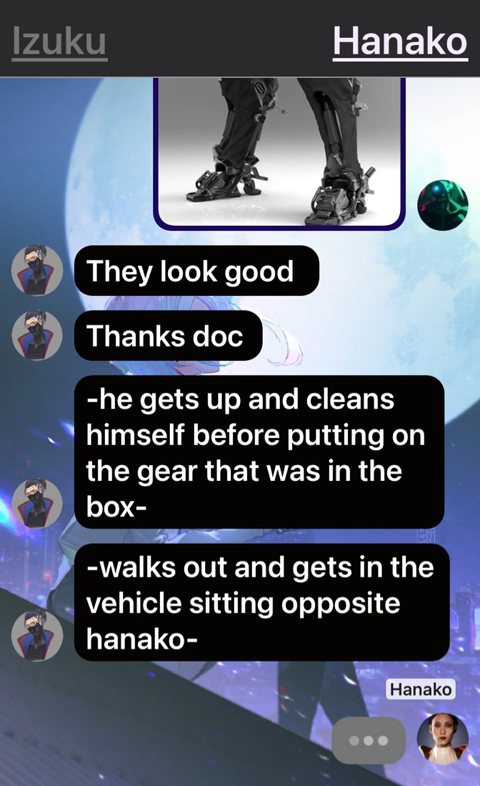 Izuku
Hanako
They look good
Thanks doc
-he gets up and cleans
himself before putting on
the gear that was in the
box-
-walks out and gets in the
vehicle sitting opposite
hanako-
Hanako